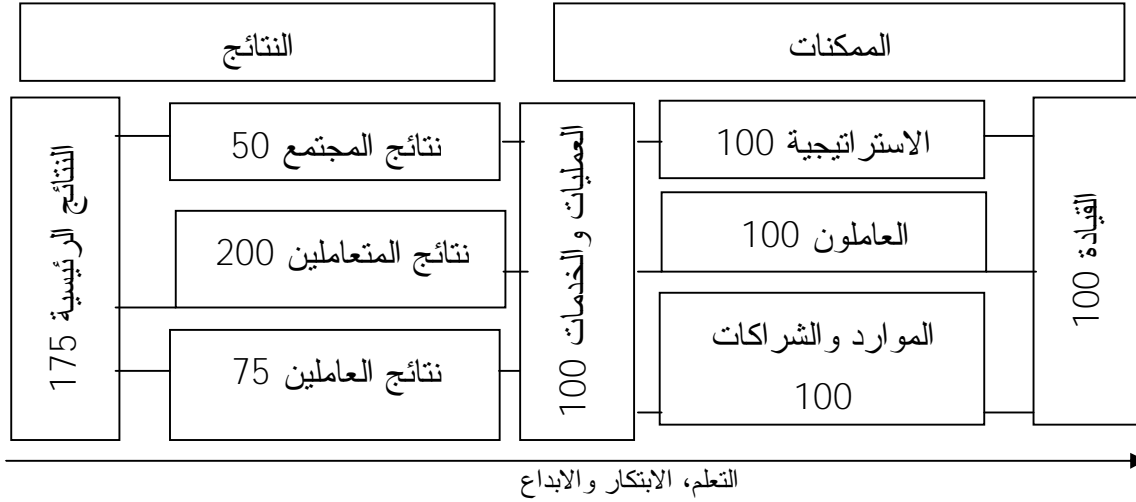 الممكنات
النتائج
القيادة 100
الاستراتيجية 100
العاملون 100
الموارد والشراكات
100
العمليات والخدمات 100
نتائج المجتمع 50
نتائج المتعاملين 200
نتائج العاملين 75
النتائج الرئيسية 175
التعلم، الابتكار والابداع